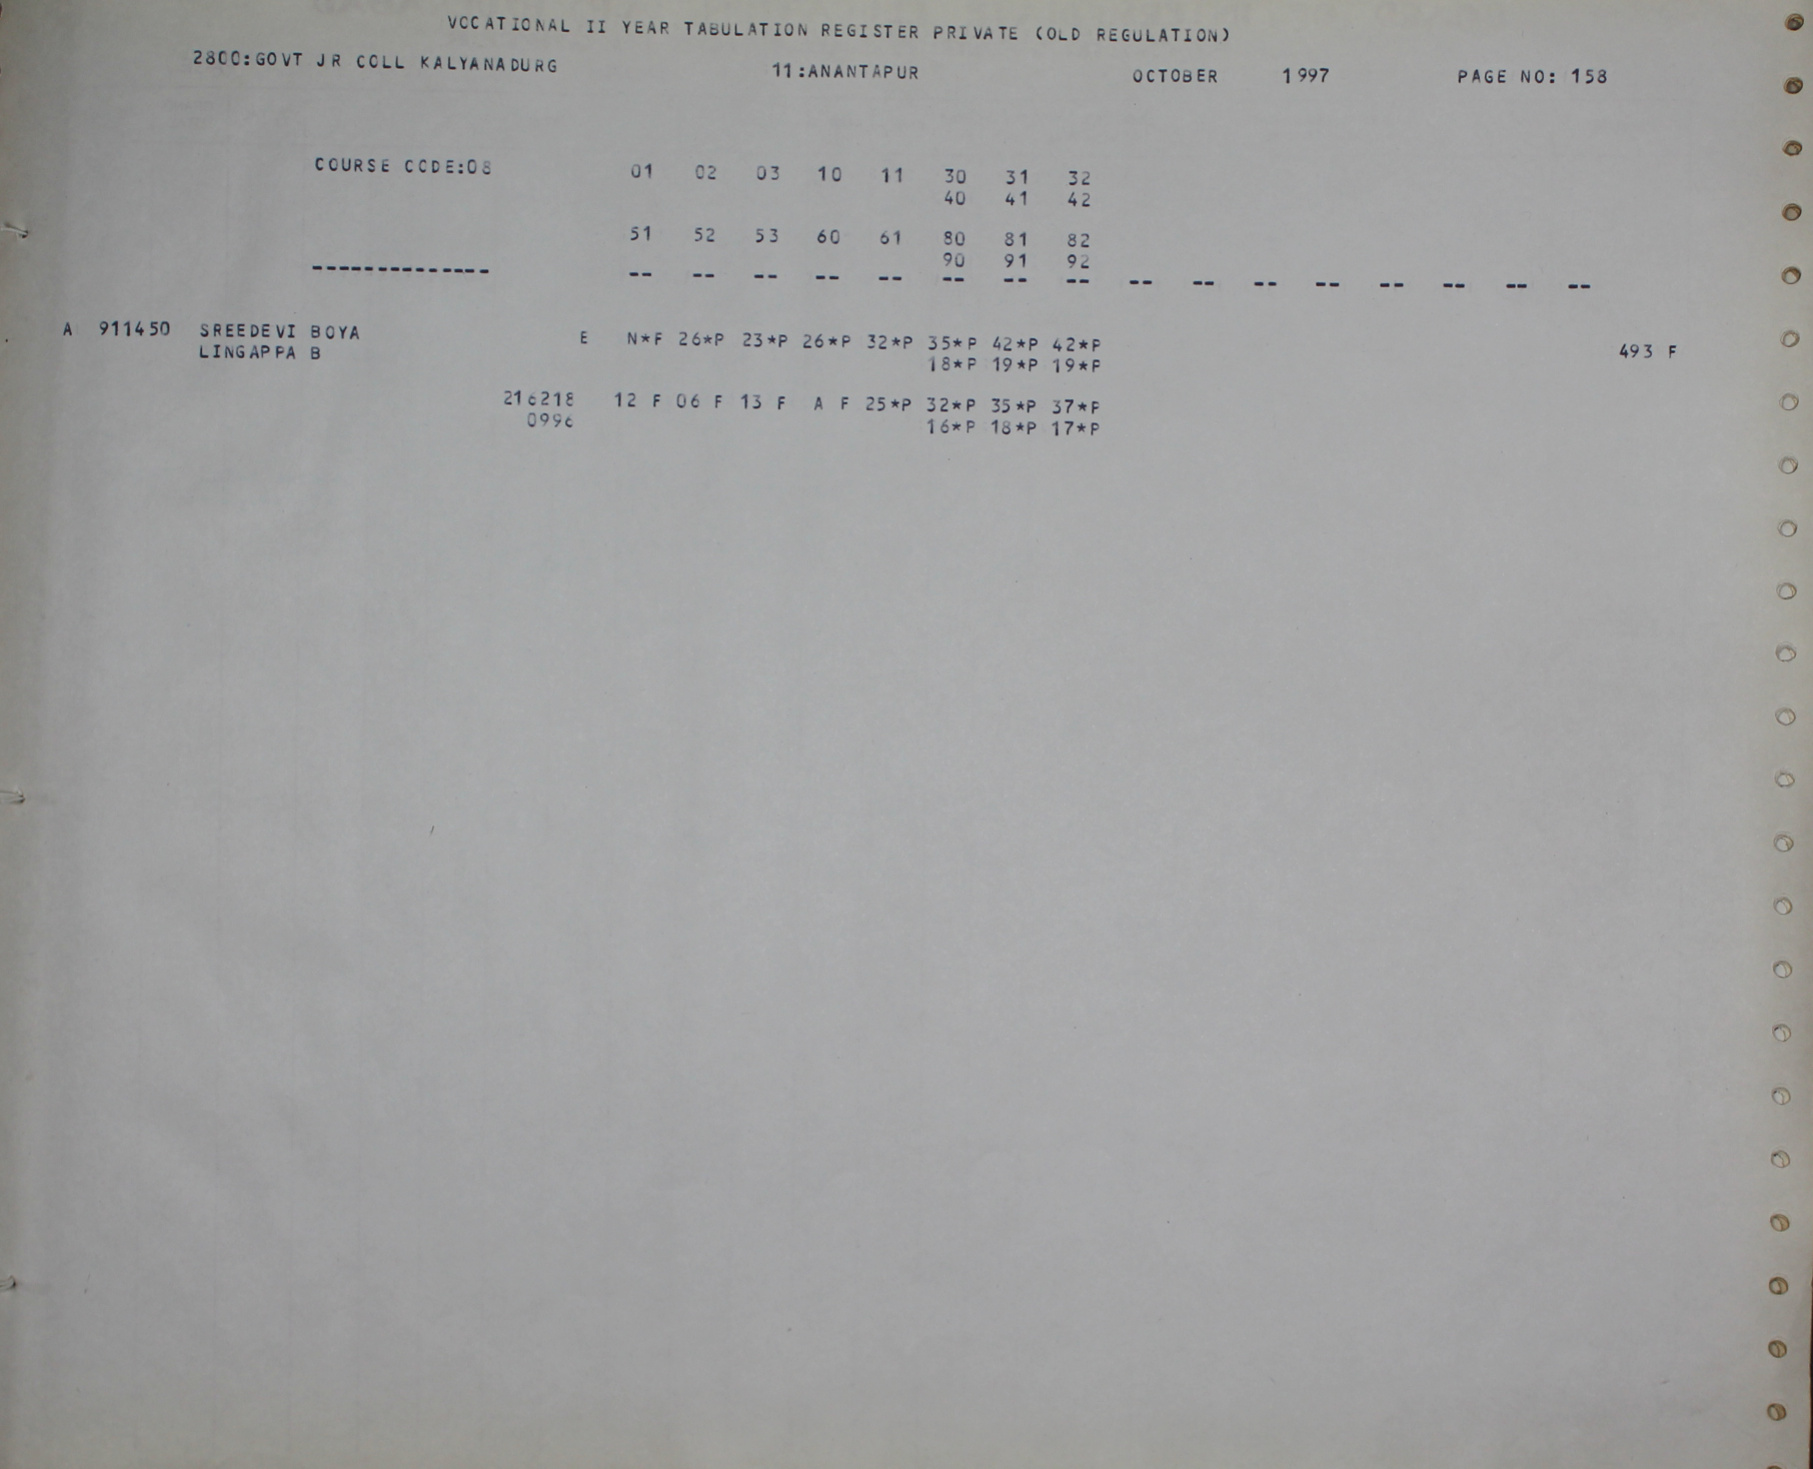 VOCATIONAL II YEAR TABULATION REGISTER PRIVATE (OLD REGULATION)
2800:GOVT JR COLL KALYANADURG 11:ANANTAPUR OCTOBER 1997 PAGE NO: 158
COURSE CODE:08 01 02 03 10 11 30 31 32
40 41 42
51 52 53 60 61 80 81 82
90 91 92
-------------- -- -- -- -- -- -- -- -- -- -- -- -- -- -- -- --
A 911450 SREEDEVI BOYA E N*F 26*P 23*P 26*P 32*P 35*P 42*P 42*P
LINGAPPA B 18*P 19*P 19*P 493 F
216218 12 F 06 F 13 F A F 25*P 32*P 35*P 37*P
0996 16*P 18*P 17*P